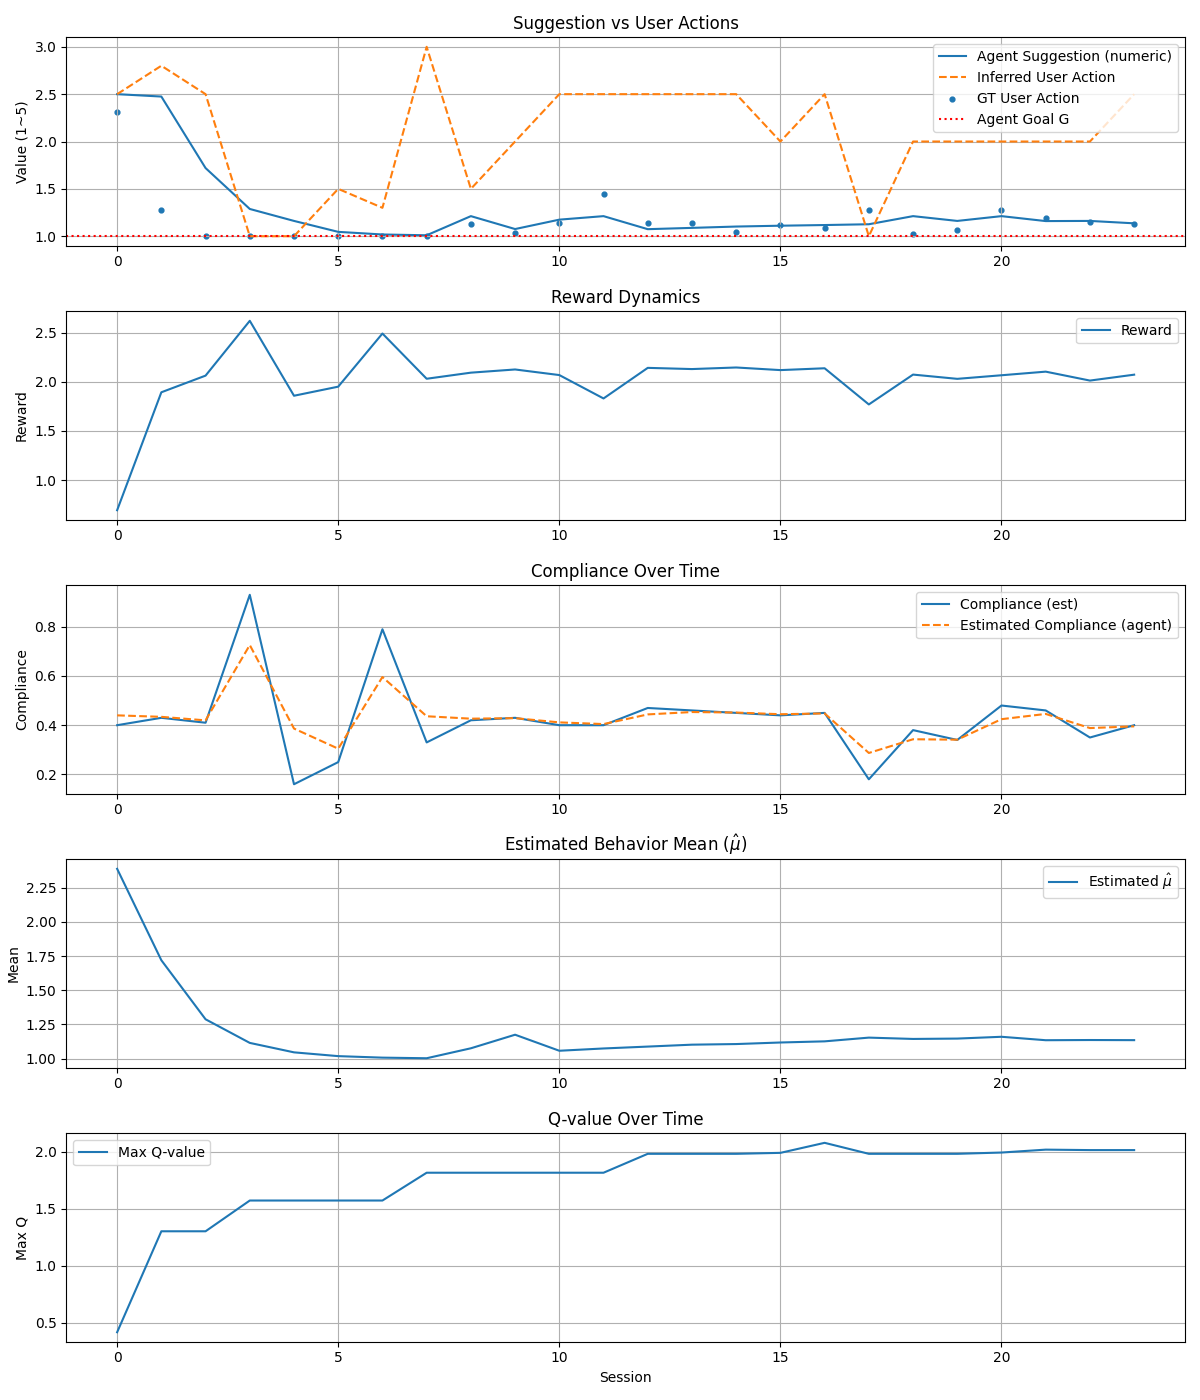 Suggestion vs User Actions
Value (1~5)
3.0
2.5
2.0
1.5
1.0
Agent Suggestion (numeric)
Inferred User Action
GT User Action
Agent Goal G
0 5 10 15 20
Reward Dynamics
Reward
2.5
2.0
1.5
1.0
Reward
0 5 10 15 20
Compliance Over Time
Compliance
0.8
0.6
0.4
0.2
Compliance (est)
Estimated Compliance (agent)
0 5 10 15 20
Estimated Behavior Mean (μ̂)
Mean
2.25
2.00
1.75
1.50
1.25
1.00
Estimated μ̂
0 5 10 15 20
Q-value Over Time
Max Q
2.0
1.5
1.0
0.5
Max Q-value
0 5 10 15 20
Session